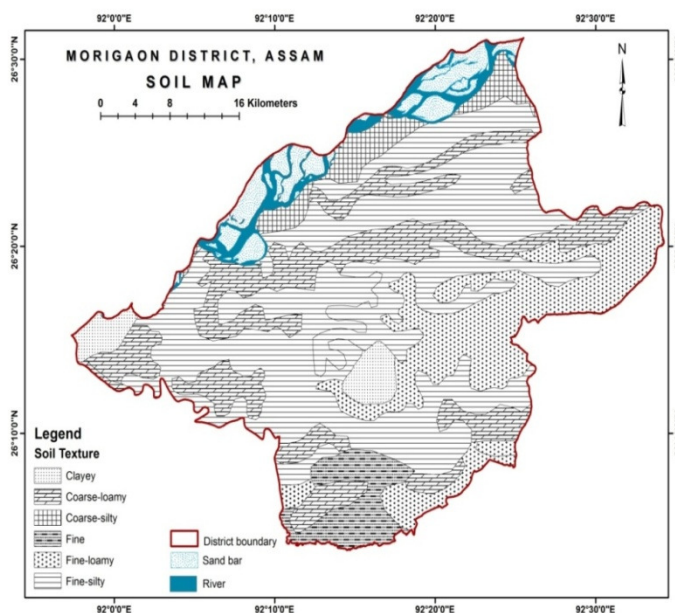 92°0'0"E 92°10'0"E 92°20'0"E 92°30'0"E
MORIGAON DISTRICT, ASSAM
SOIL MAP
0 4 8 16 Kilometers
N
26°30'0"N
26°20'0"N
26°10'0"N
Legend
Soil Texture
Clayey
Coarse-loamy
Coarse-silty
Fine
Fine-loamy
Fine-silty
District boundary
Sand bar
River
92°0'0"E 92°10'0"E 92°20'0"E 92°30'0"E